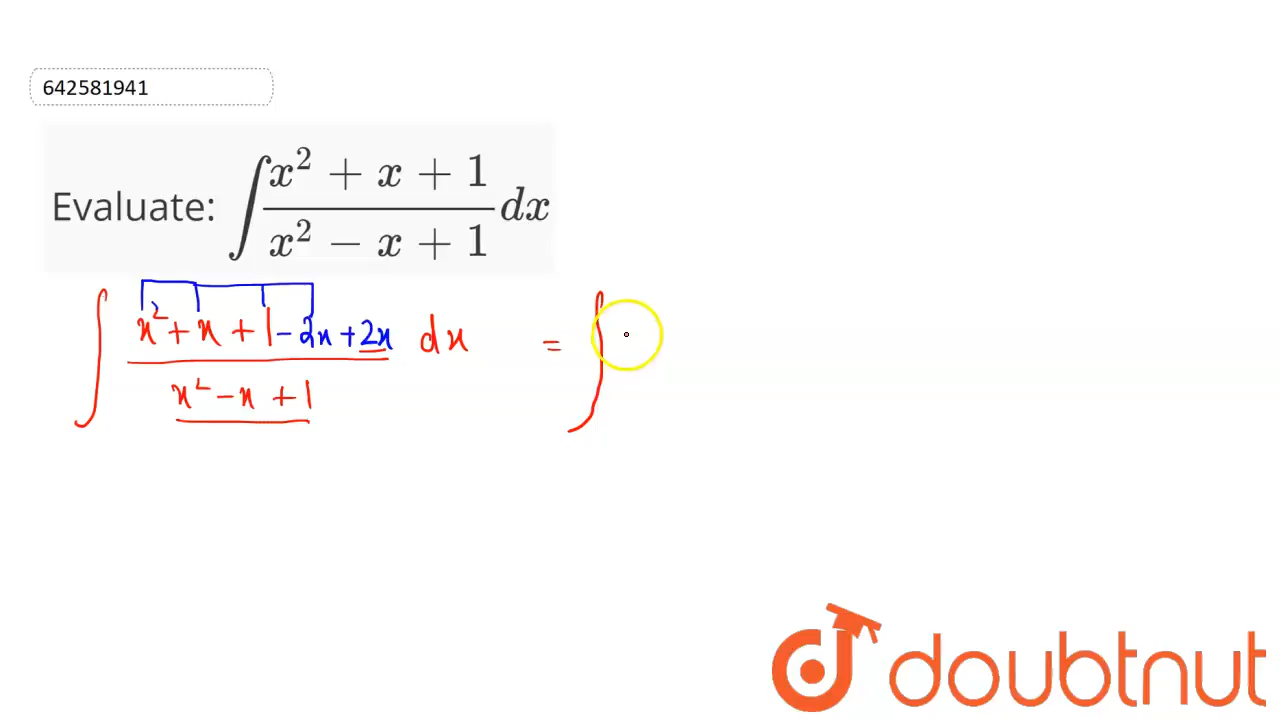 642581941
Evaluate: ∫ x² + x + 1 / x² − x + 1 dx
∫ x² + x + 1 − 2x + 2x / x² − x + 1 dx = ∫
doubtnut